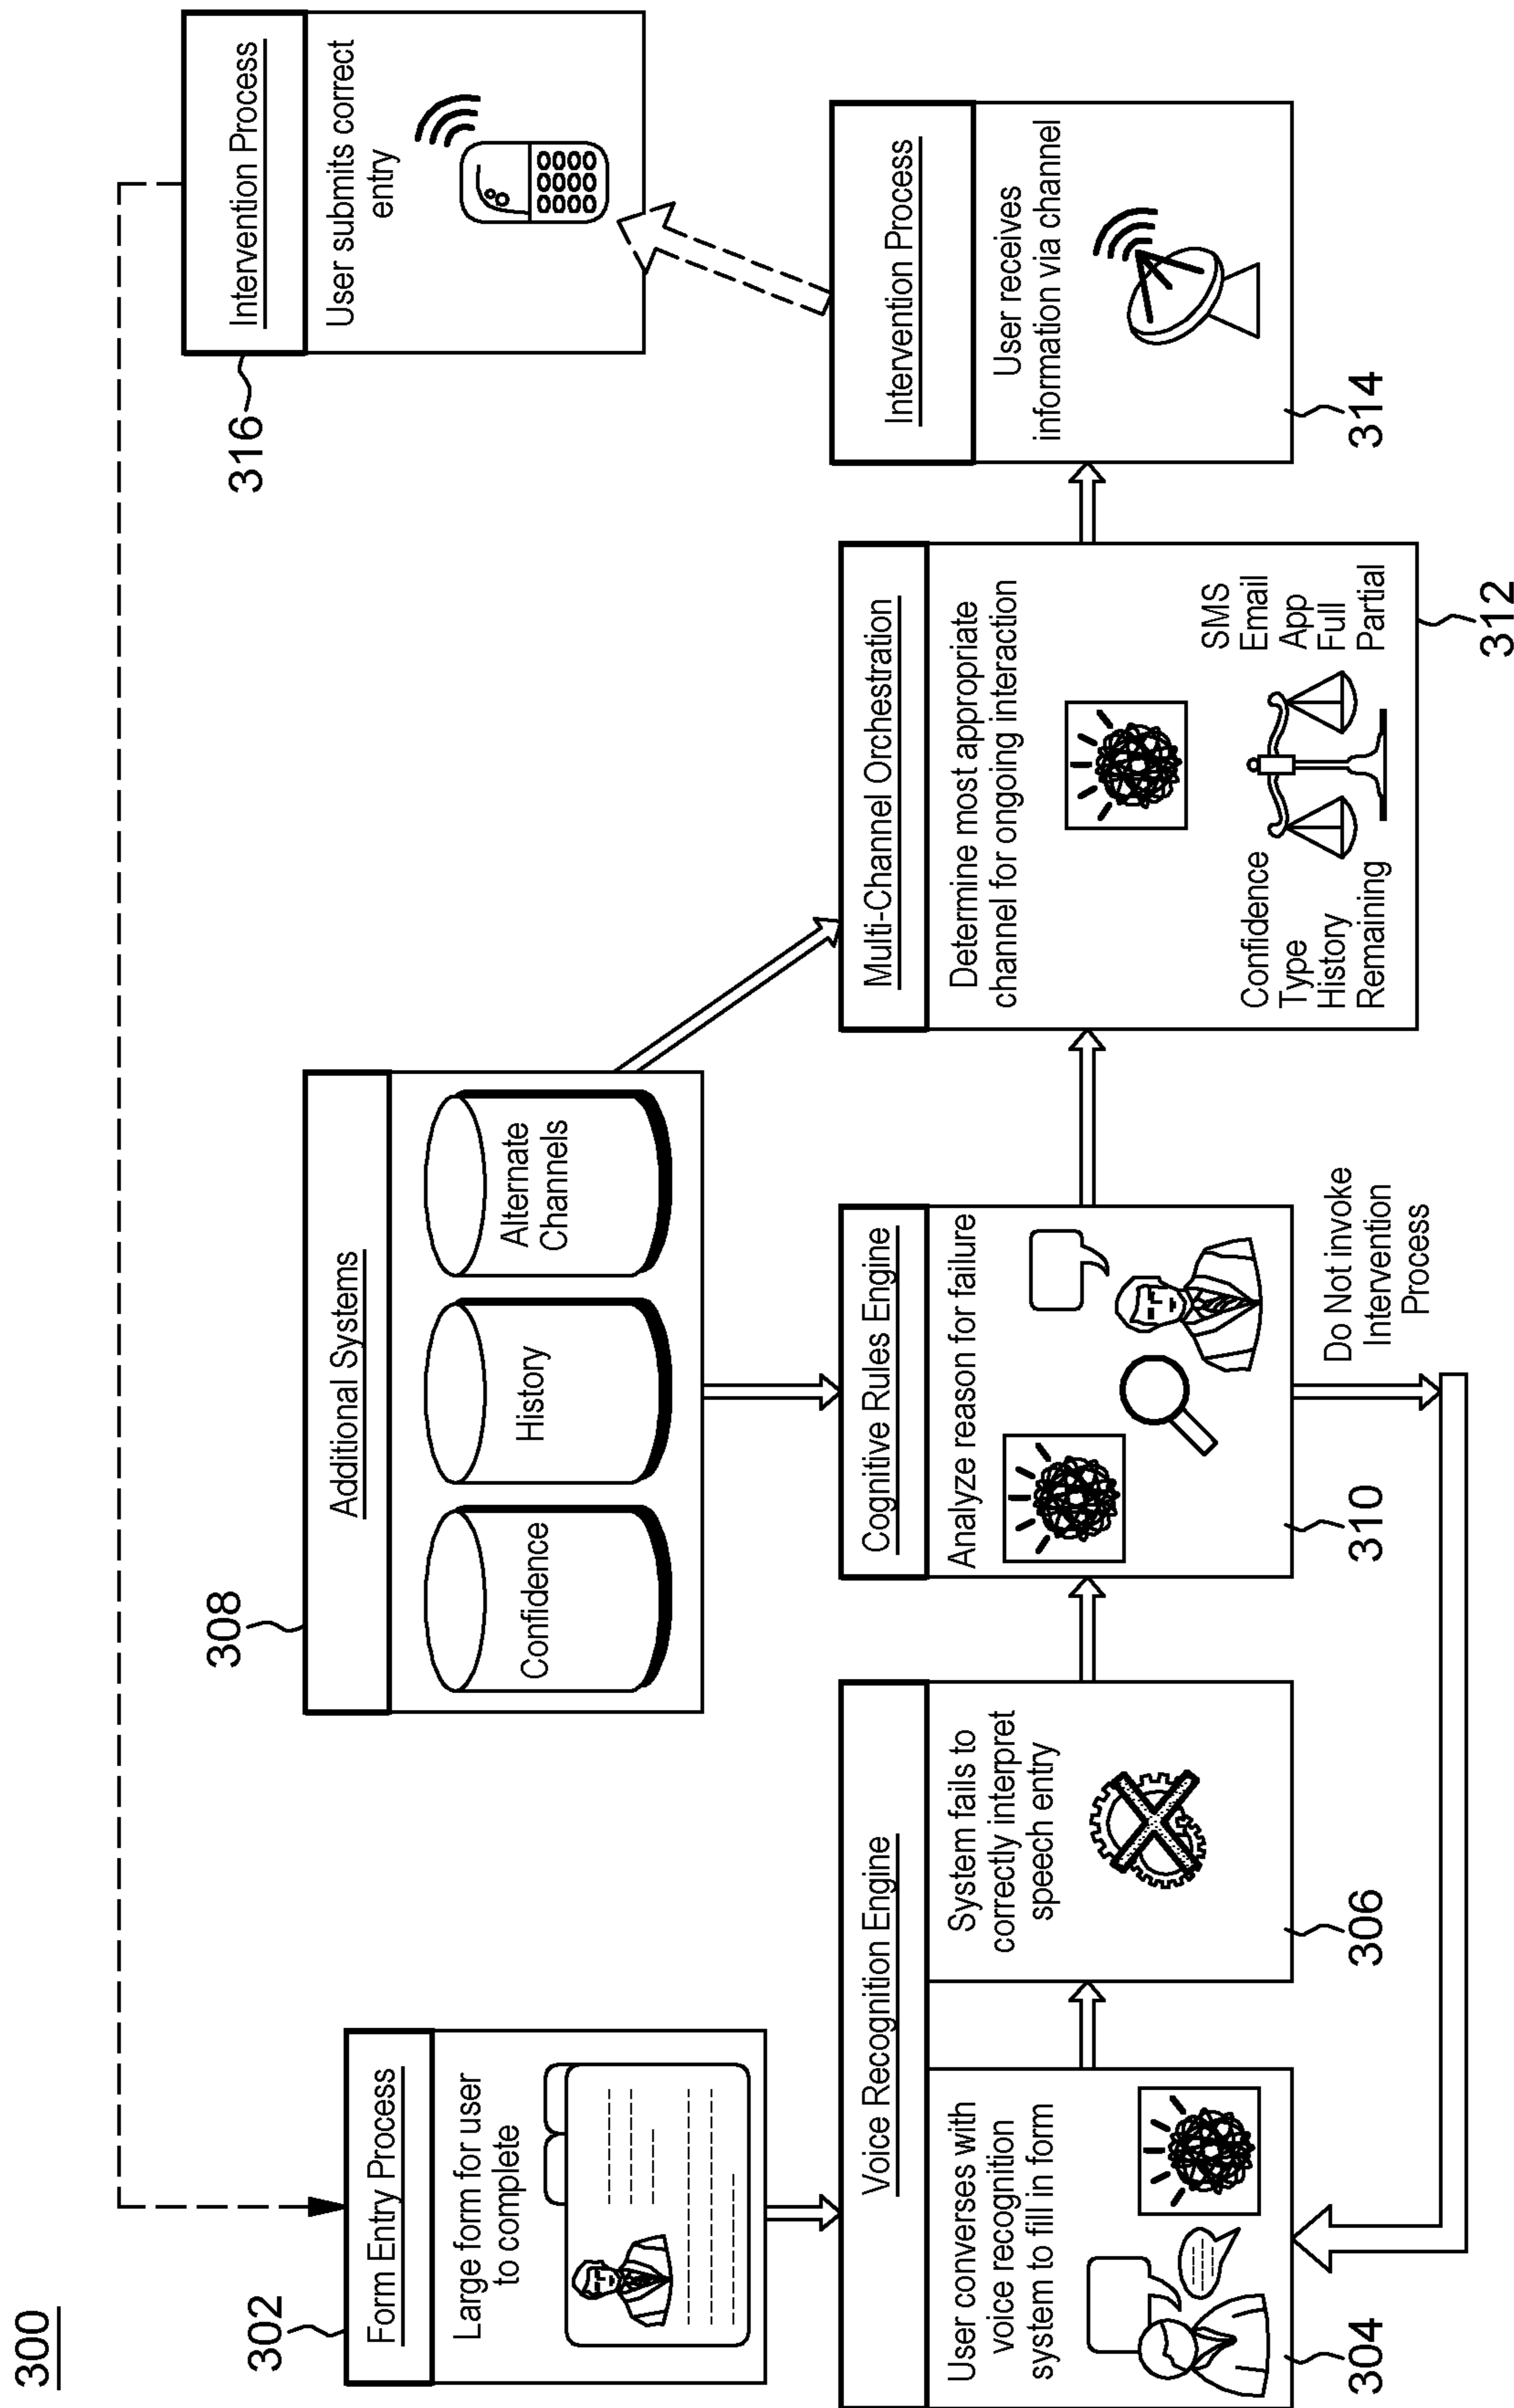 300
302
Form Entry Process
Large form for user
to complete
Voice Recognition Engine
User converses with
voice recognition
system to fill in form
304
System fails to
correctly interpret
speech entry
306
308
Additional Systems
Confidence
History
Alternate
Channels
Cognitive Rules Engine
Analyze reason for failure
310
Do Not invoke
Intervention
Process
Multi-Channel Orchestration
Determine most appropriate
channel for ongoing interaction
Confidence
Type
History
Remaining
SMS
Email
App
Full
Partial
312
Intervention Process
User receives
information via channel
314
316
Intervention Process
User submits correct
entry